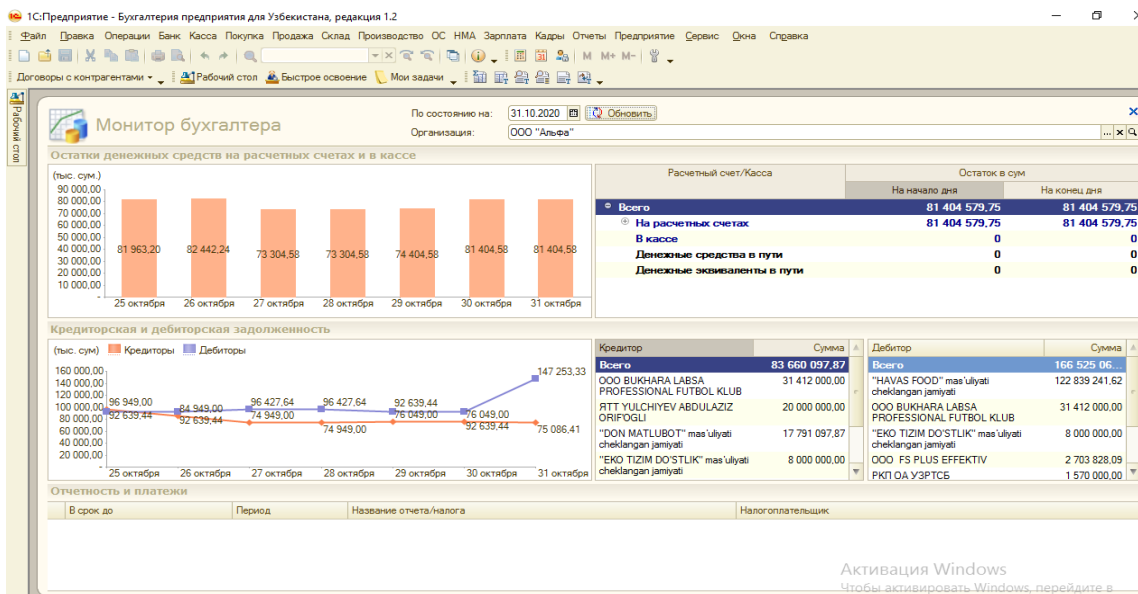 1С:Предприятие - Бухгалтерия предприятия для Узбекистана, редакция 1.2
Файл Правка Операции Банк Касса Покупка Продажа Склад Производство ОС НМА Зарплата Кадры Отчеты Предприятие Сервис Окна Справка
M M+ M-
Договоры с контрагентами Рабочий стол Быстрое освоение Мои задачи
Рабочий стол
Монитор бухгалтера
По состоянию на: 31.10.2020 Обновить
Организация: ООО "Альфа"
Остатки денежных средств на расчетных счетах и в кассе
(тыс. сум.)
90 000,00
80 000,00
70 000,00
60 000,00
50 000,00
40 000,00
30 000,00
20 000,00
10 000,00
-
81 963,20 82 442,24 73 304,58 73 304,58 74 404,58 81 404,58 81 404,58
25 октября 26 октября 27 октября 28 октября 29 октября 30 октября 31 октября
Расчетный счет/Касса Остаток в сум
На начало дня На конец дня
Всего 81 404 579,75 81 404 579,75
На расчетных счетах 81 404 579,75 81 404 579,75
В кассе 0 0
Денежные средства в пути 0 0
Денежные эквиваленты в пути 0 0
Кредиторская и дебиторская задолженность
(тыс. сум) Кредиторы Дебиторы
160 000,00
140 000,00
120 000,00
100 000,00
80 000,00
60 000,00
40 000,00
20 000,00
-
96 949,00 84 949,00 96 427,64 96 427,64 92 639,44 76 049,00 147 253,33
92 639,44 92 639,44 74 949,00 74 949,00 76 049,00 92 639,44 75 086,41
25 октября 26 октября 27 октября 28 октября 29 октября 30 октября 31 октября
Кредитор Сумма
Всего 83 660 097,87
ООО BUKHARA LABSA 31 412 000,00
PROFESSIONAL FUTBOL KLUB
ЯТТ YULCHIYEV ABDULAZIZ 20 000 000,00
ORIFOGLI
"DON MATLUBOT" mas`uliyati 17 791 097,87
cheklangan jamiyati
"EKO TIZIM DO'STLIK" mas`uliyati 8 000 000,00
cheklangan jamiyati
Дебитор Сумма
Всего 166 525 06...
"HAVAS FOOD" mas`uliyati 122 839 241,62
cheklangan jamiyati
ООО BUKHARA LABSA 31 412 000,00
PROFESSIONAL FUTBOL KLUB
"EKO TIZIM DO'STLIK" mas`uliyati 8 000 000,00
cheklangan jamiyati
ООО FS PLUS EFFEKTIV 2 703 828,09
РКП ОА УЗРТСБ 1 570 000,00
Отчетность и платежи
В срок до Период Название отчета/налога Налогоплательщик
Активация Windows
Чтобы активировать Windows, перейдите в